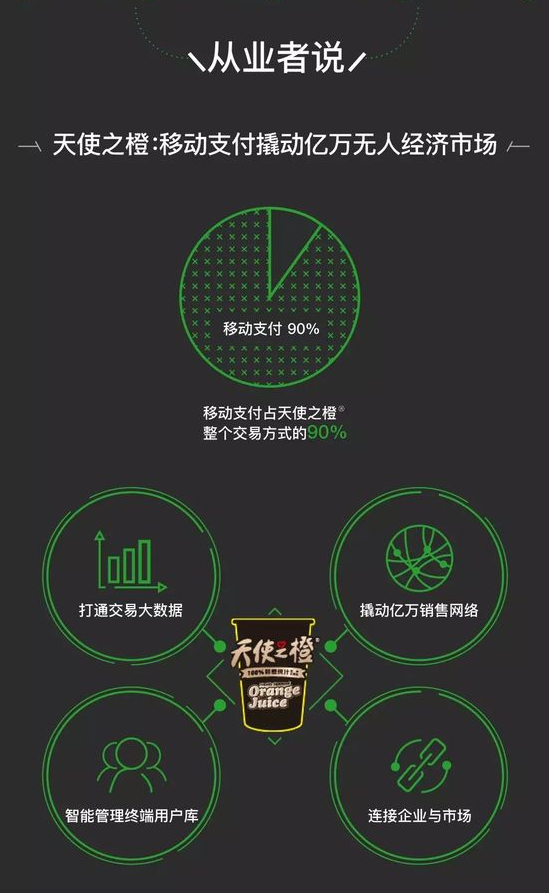 从业者说
天使之橙：移动支付撬动亿万无人经济市场
移动支付 90%
移动支付占天使之橙®
整个交易方式的90%
打通交易大数据
撬动亿万销售网络
天使之橙®
Orange
Juice
智能管理终端用户库
连接企业与市场